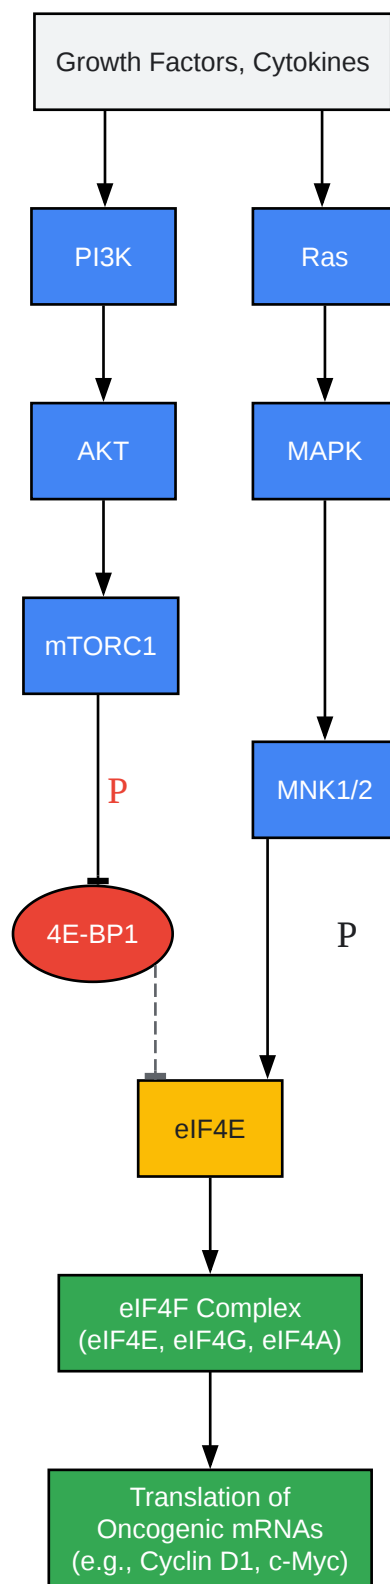 Growth Factors, Cytokines
PI3K
Ras
AKT
MAPK
mTORC1
MNK1/2
P
4E-BP1
P
eIF4E
eIF4F Complex
(eIF4E, eIF4G, eIF4A)
Translation of
Oncogenic mRNAs
(e.g., Cyclin D1, c-Myc)